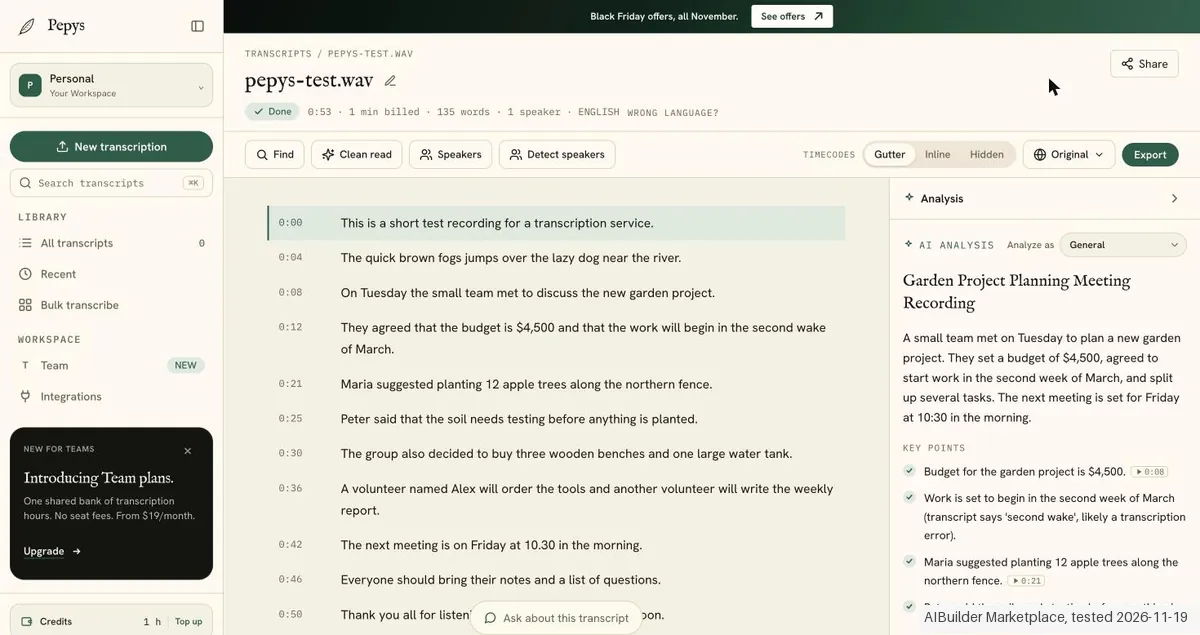 Pepys
Black Friday offers, all November.
See offers
P
Personal
Your Workspace
New transcription
Search transcripts
⌘K
LIBRARY
All transcripts
0
Recent
Bulk transcribe
WORKSPACE
T Team
NEW
Integrations
NEW FOR TEAMS
Introducing Team plans.
One shared bank of transcription
hours. No seat fees. From $19/month.
Upgrade →
Credits
1 h
Top up
TRANSCRIPTS / PEPYS-TEST.WAV
pepys-test.wav
Share
Done
0:53 · 1 min billed · 135 words · 1 speaker · ENGLISH WRONG LANGUAGE?
Find
Clean read
Speakers
Detect speakers
TIMECODES
Gutter
Inline
Hidden
Original
Export
0:00 This is a short test recording for a transcription service.
0:04 The quick brown fogs jumps over the lazy dog near the river.
0:08 On Tuesday the small team met to discuss the new garden project.
0:12 They agreed that the budget is $4,500 and that the work will begin in the second wake
of March.
0:21 Maria suggested planting 12 apple trees along the northern fence.
0:25 Peter said that the soil needs testing before anything is planted.
0:30 The group also decided to buy three wooden benches and one large water tank.
0:36 A volunteer named Alex will order the tools and another volunteer will write the weekly
report.
0:42 The next meeting is on Friday at 10.30 in the morning.
0:46 Everyone should bring their notes and a list of questions.
0:50 Thank you all for
Ask about this transcript
Analysis
AI ANALYSIS
Analyze as
General
Garden Project Planning Meeting
Recording
A small team met on Tuesday to plan a new garden
project. They set a budget of $4,500, agreed to
start work in the second week of March, and split
up several tasks. The next meeting is set for Friday
at 10:30 in the morning.
KEY POINTS
Budget for the garden project is $4,500. 0:08
Work is set to begin in the second week of March
(transcript says 'second wake', likely a transcription
error).
Maria suggested planting 12 apple trees along the
northern fence. 0:21
AIBuilder Marketplace, tested 2026-11-19